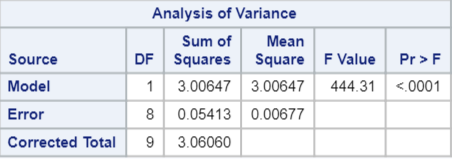 Analysis of Variance
Source DF Sum of Squares Mean Square F Value Pr > F
Model 1 3.00647 3.00647 444.31 <.0001
Error 8 0.05413 0.00677
Corrected Total 9 3.06060